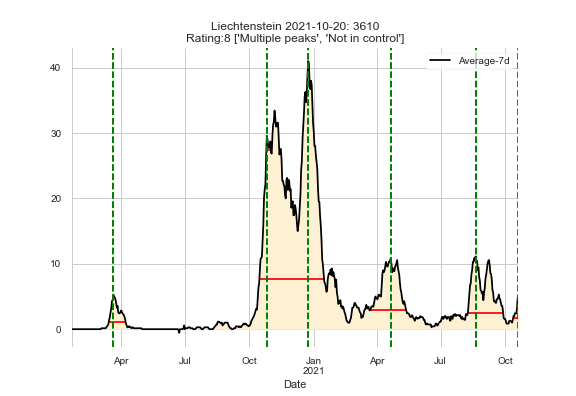 Liechtenstein 2021-10-20: 3610
Rating:8 ['Multiple peaks', 'Not in control']
Average-7d
40
30
20
10
0
Apr Jul Oct Jan Apr Jul Oct
2021
Date